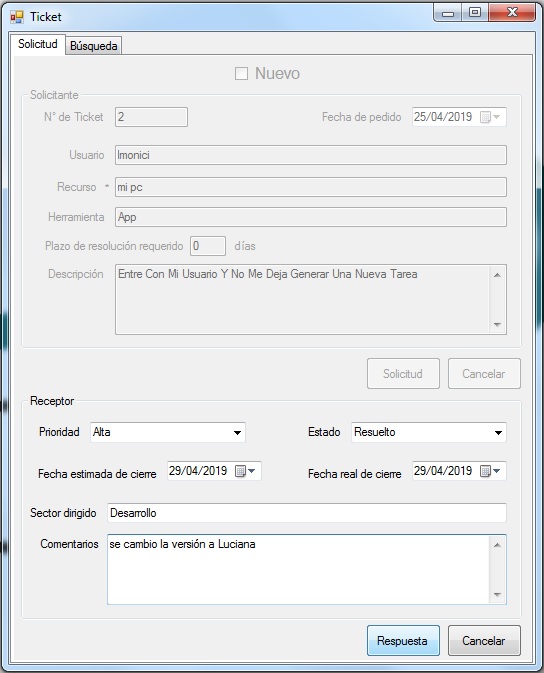 Ticket
Solicitud Búsqueda
Nuevo
Solicitante
N° de Ticket 2 Fecha de pedido 25/04/2019
Usuario lmonici
Recurso mi pc
Herramienta App
Plazo de resolución requerido 0 días
Descripción Entre Con Mi Usuario Y No Me Deja Generar Una Nueva Tarea
Solicitud Cancelar
Receptor
Prioridad Alta Estado Resuelto
Fecha estimada de cierre 29/04/2019 Fecha real de cierre 29/04/2019
Sector dirigido Desarrollo
Comentarios se cambio la versión a Luciana
Respuesta Cancelar